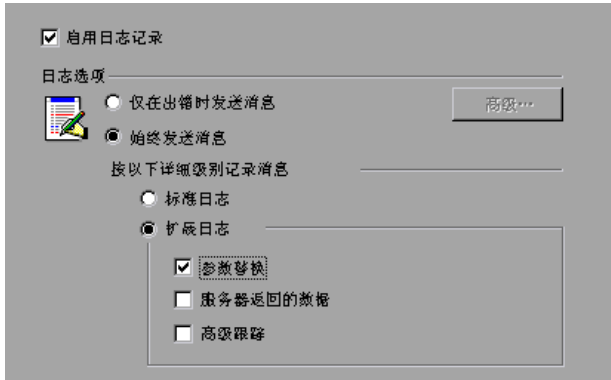 启用日志记录
日志选项
仅在出错时发送消息
高级...
始终发送消息
按以下详细级别记录消息
标准日志
扩展日志
参数替换
服务器返回的数据
高级跟踪